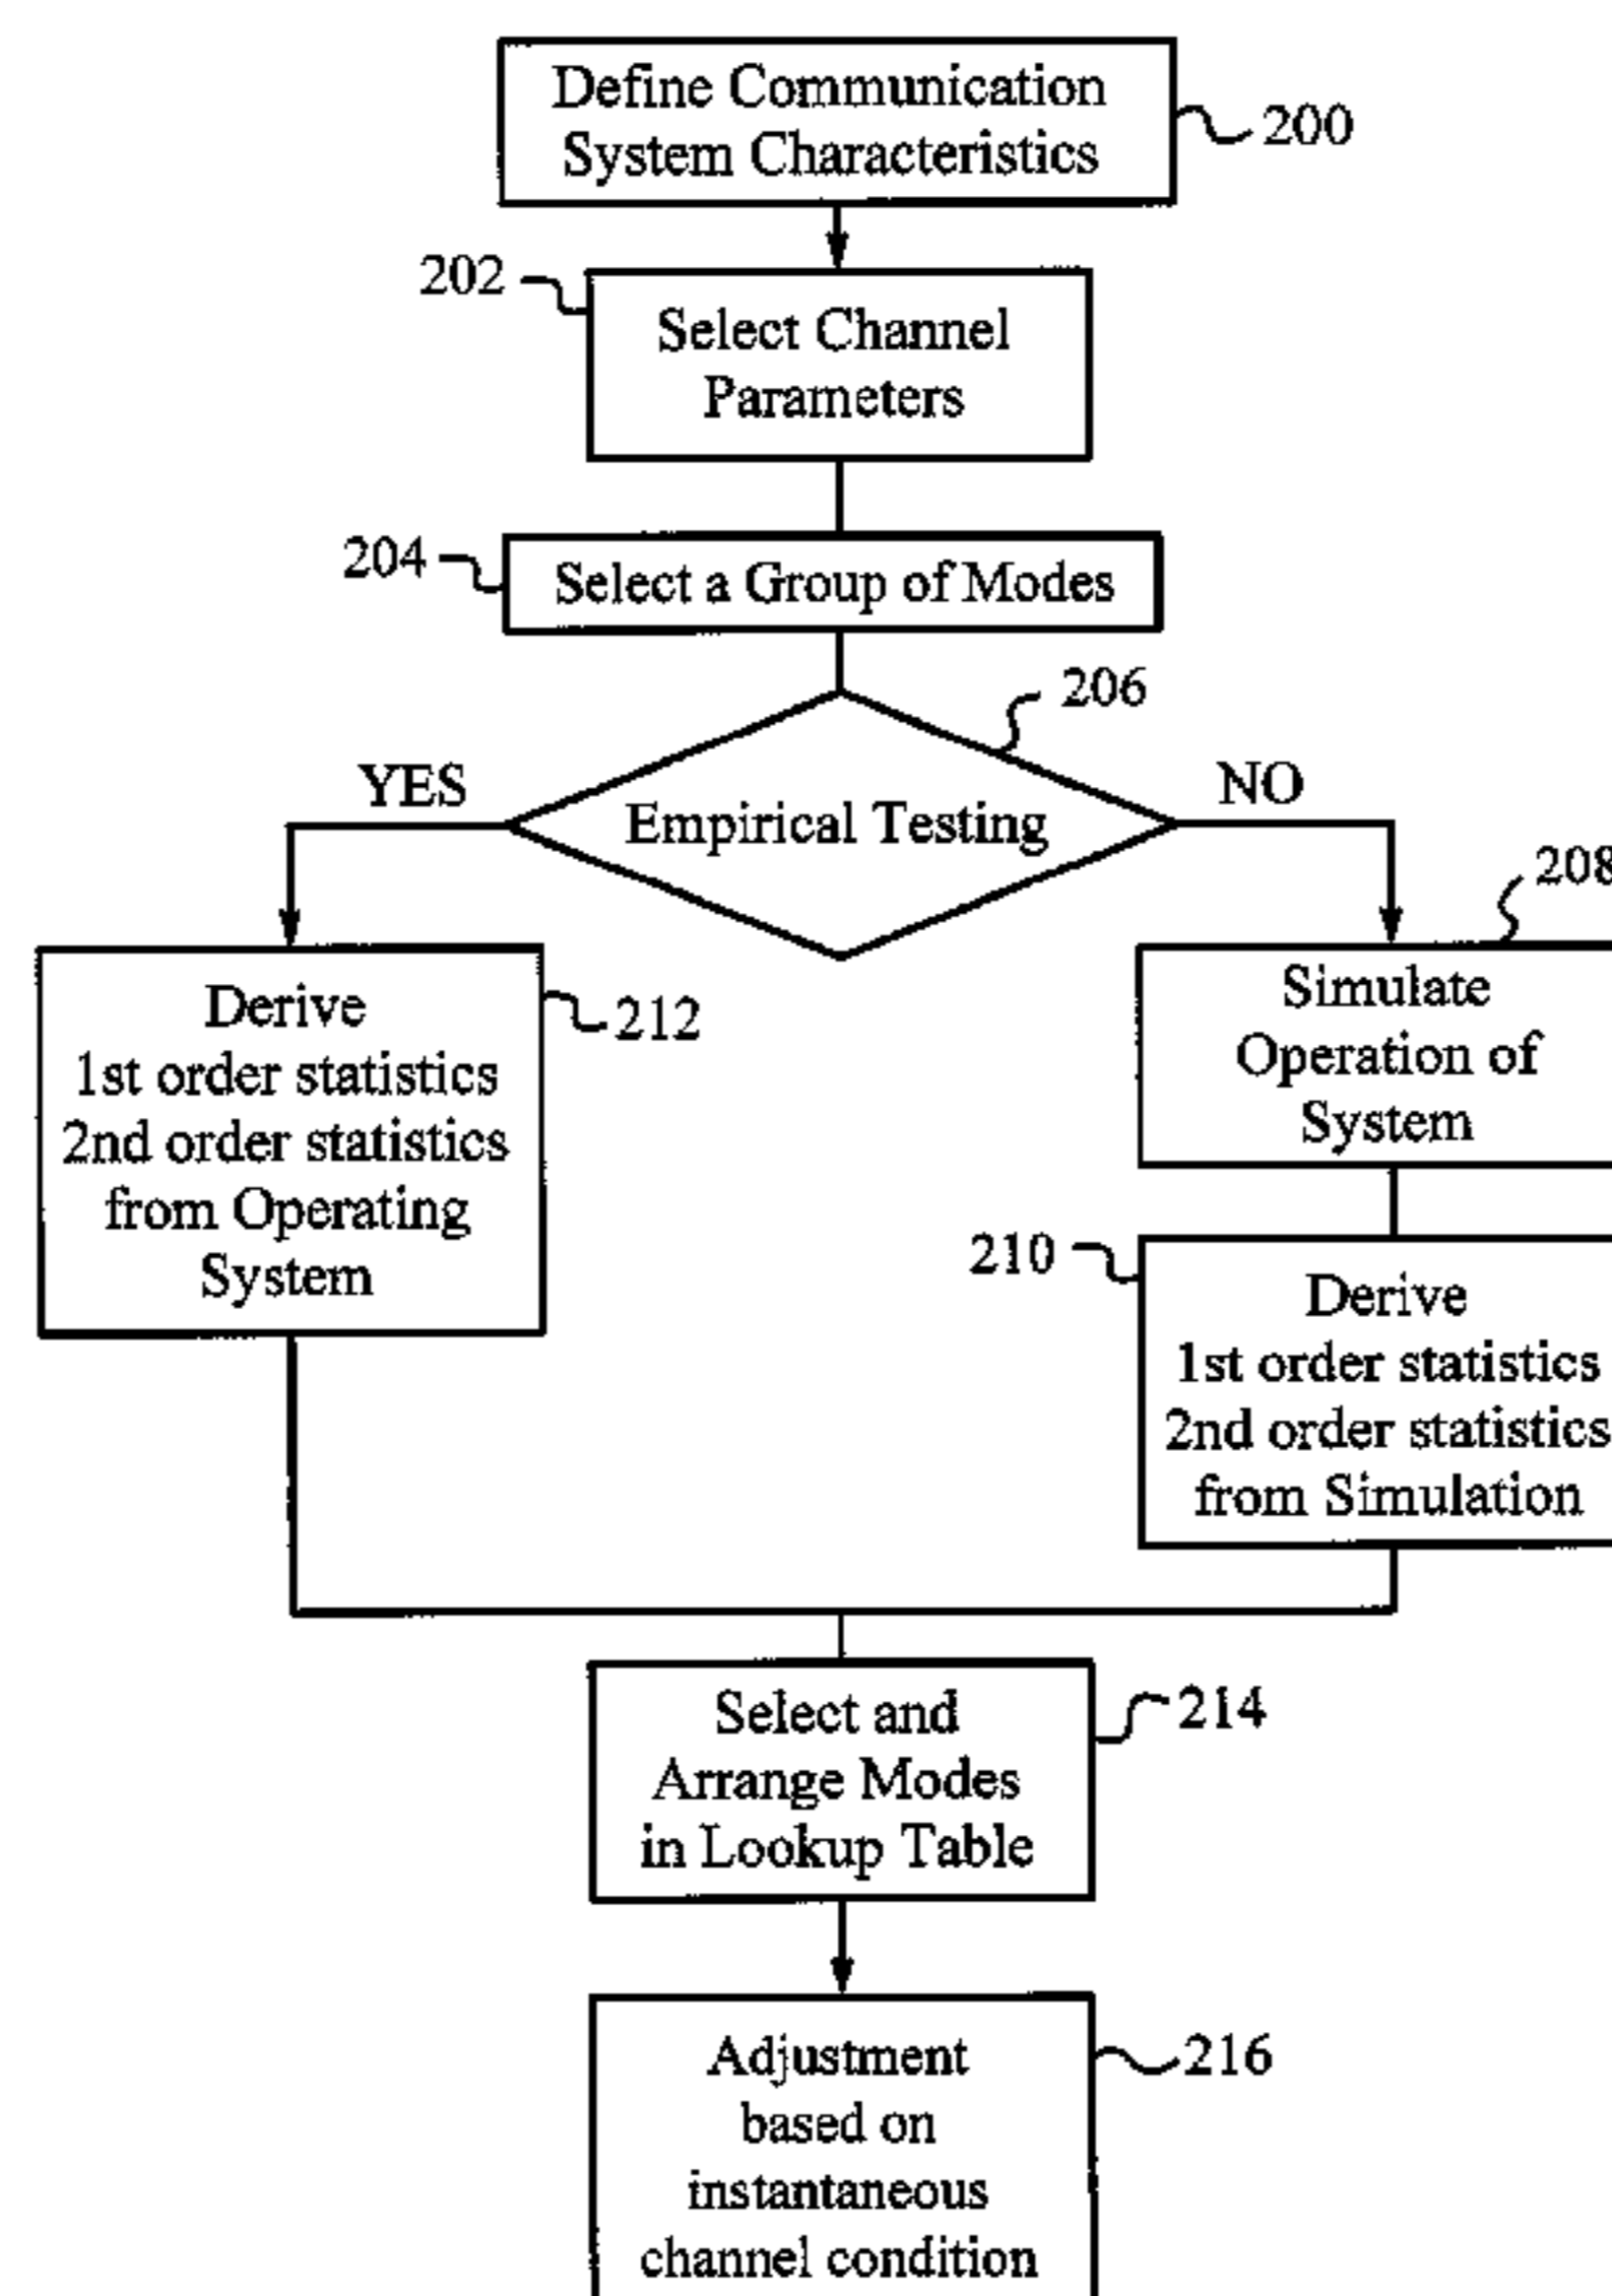 Define Communication
System Characteristics
200
202
Select Channel
Parameters
204
Select a Group of Modes
206
YES
Empirical Testing
NO
208
Derive
1st order statistics
2nd order statistics
from Operating
System
212
Simulate
Operation of
System
210
Derive
1st order statistics
2nd order statistics
from Simulation
Select and
Arrange Modes
in Lookup Table
214
Adjustment
based on
instantaneous
channel condition
216